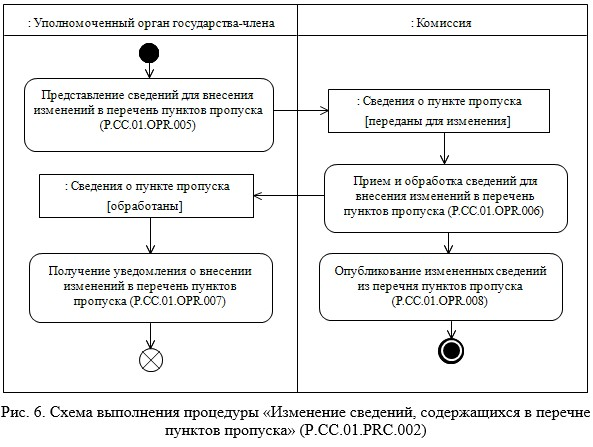 : Уполномоченный орган государства-члена
: Комиссия
Представление сведений для внесения
изменений в перечень пунктов пропуска
(P.CC.01.OPR.005)
: Сведения о пункте пропуска
[переданы для изменения]
Прием и обработка сведений для
внесения изменений в перечень
пунктов пропуска (P.CC.01.OPR.006)
: Сведения о пункте пропуска
[обработаны]
Получение уведомления о внесении
изменений в перечень пунктов
пропуска (P.CC.01.OPR.007)
Опубликование измененных сведений
из перечня пунктов пропуска
(P.CC.01.OPR.008)
Рис. 6. Схема выполнения процедуры «Изменение сведений, содержащихся в перечне
пунктов пропуска» (P.CC.01.PRC.002)